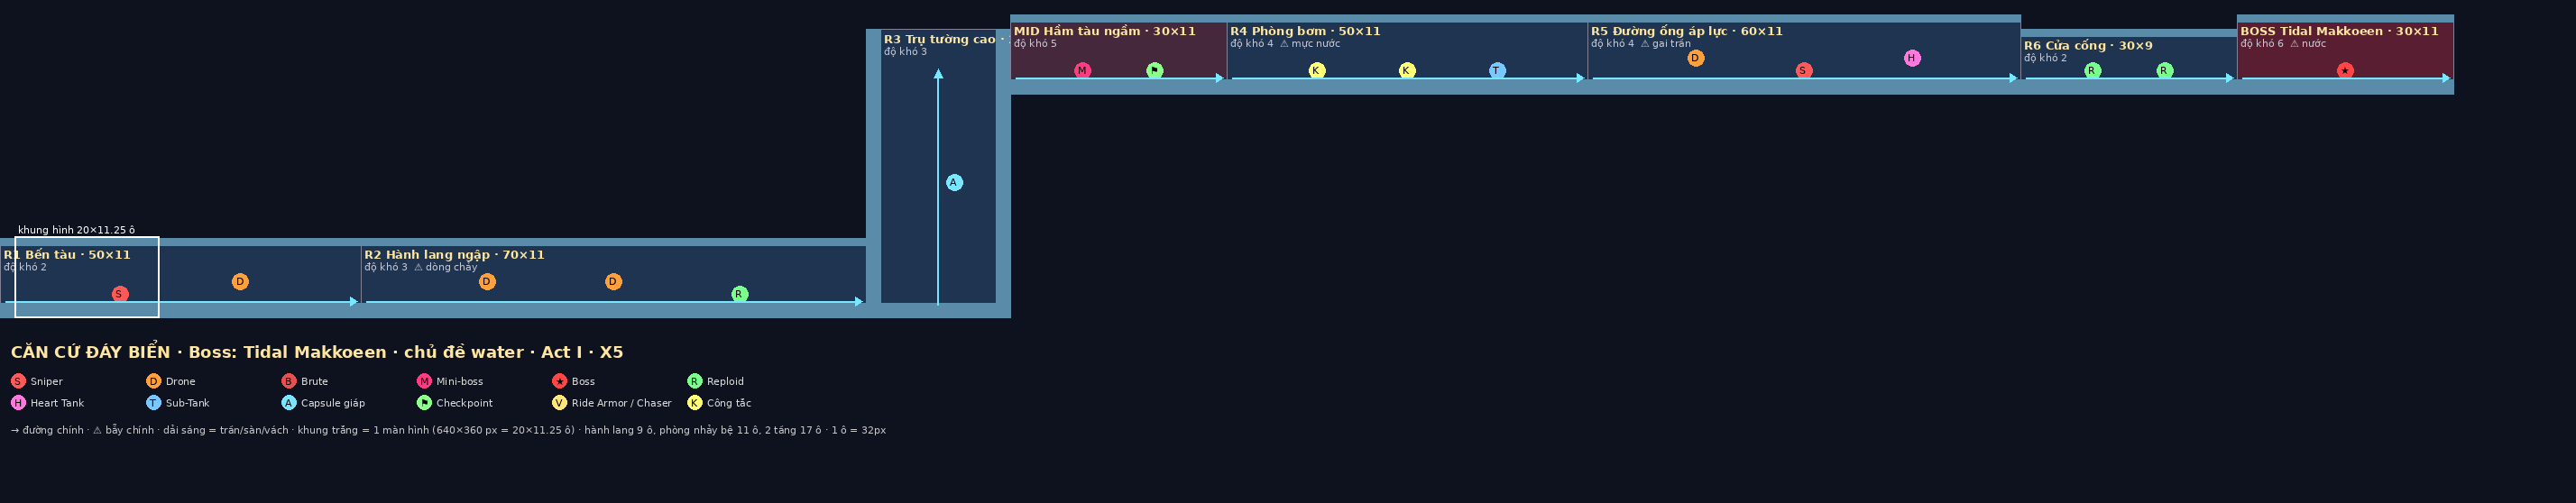 R3 Trụ tường cao ·
độ khó 3
MID Hầm tàu ngầm · 30×11
độ khó 5
M
⚑
R4 Phòng bơm · 50×11
độ khó 4 ⚠ mực nước
K
K
T
R5 Đường ống áp lực · 60×11
độ khó 4 ⚠ gai trần
D
S
H
R6 Cửa cống · 30×9
độ khó 2
R
R
BOSS Tidal Makkoeen · 30×11
độ khó 6 ⚠ nước
★
A
khung hình 20×11.25 ô
R1 Bến tàu · 50×11
độ khó 2
S
D
R2 Hành lang ngập · 70×11
độ khó 3 ⚠ dòng chảy
D
D
R
CĂN CỨ ĐÁY BIỂN · Boss: Tidal Makkoeen · chủ đề water · Act I · X5
S Sniper
D Drone
B Brute
M Mini-boss
★ Boss
R Reploid
H Heart Tank
T Sub-Tank
A Capsule giáp
⚑ Checkpoint
V Ride Armor / Chaser
K Công tắc
→ đường chính · ⚠ bẫy chính · dải sáng = trần/sàn/vách · khung trắng = 1 màn hình (640×360 px = 20×11.25 ô) · hành lang 9 ô, phòng nhảy bệ 11 ô, 2 tầng 17 ô · 1 ô = 32px